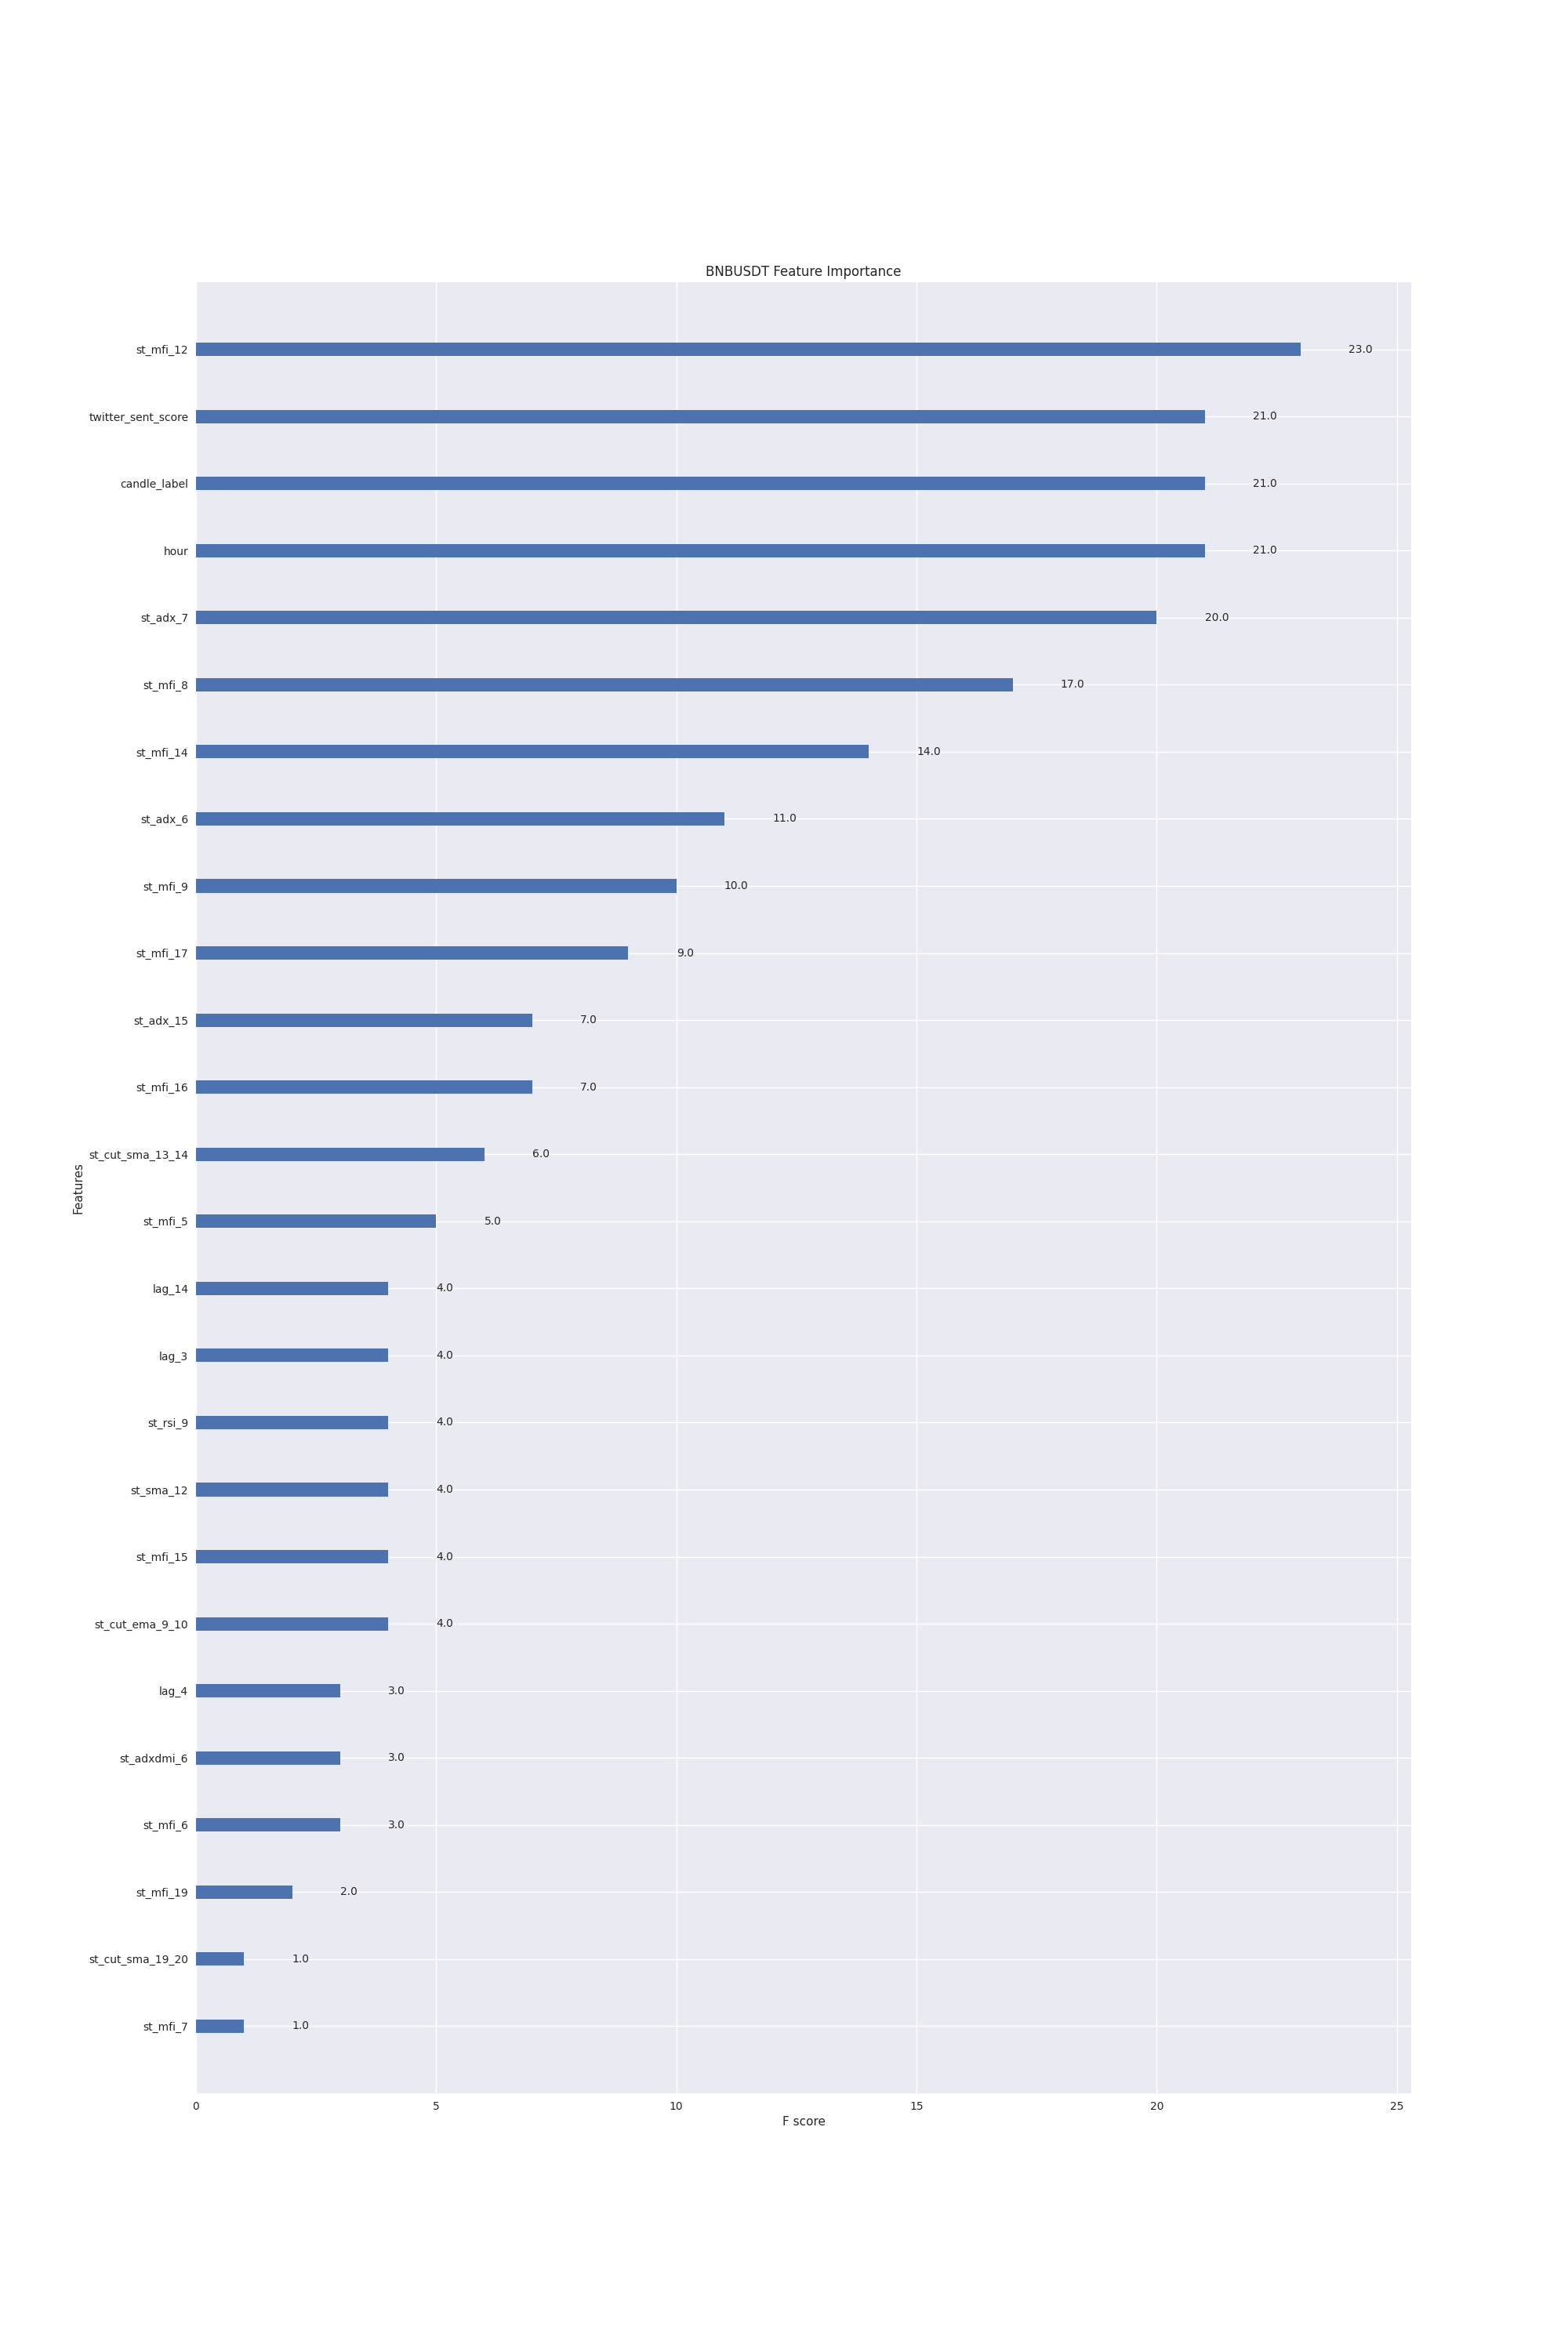 BNBUSDT Feature Importance
st_mfi_12 23.0
twitter_sent_score 21.0
candle_label 21.0
hour 21.0
st_adx_7 20.0
st_mfi_8 17.0
st_mfi_14 14.0
st_adx_6 11.0
st_mfi_9 10.0
st_mfi_17 9.0
st_adx_15 7.0
st_mfi_16 7.0
st_cut_sma_13_14 6.0
Features
st_mfi_5 5.0
lag_14 4.0
lag_3 4.0
st_rsi_9 4.0
st_sma_12 4.0
st_mfi_15 4.0
st_cut_ema_9_10 4.0
lag_4 3.0
st_adxdmi_6 3.0
st_mfi_6 3.0
st_mfi_19 2.0
st_cut_sma_19_20 1.0
st_mfi_7 1.0
0 5 10 15 20 25
F score